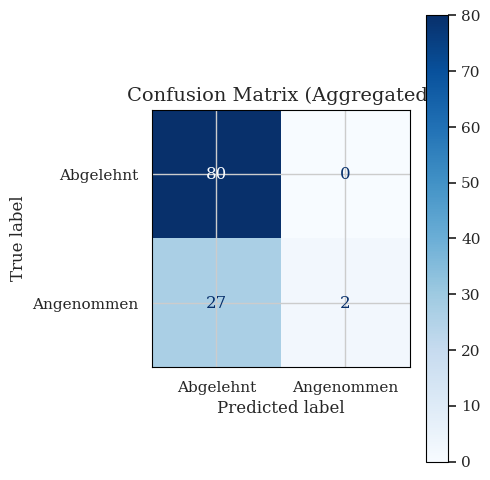 Confusion Matrix (Aggregated
Abgelehnt
80
0
Angenommen
27
2
Abgelehnt
Angenommen
Predicted label
True label
80
70
60
50
40
30
20
10
0